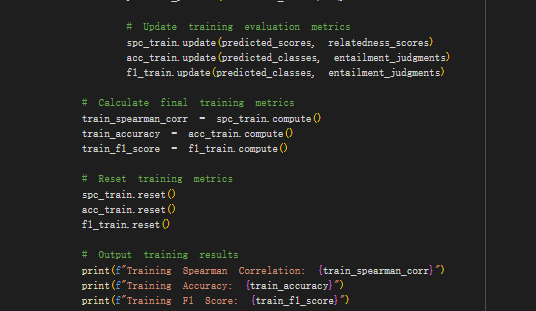 # Update training evaluation metrics
spc_train.update(predicted_scores, relatedness_scores)
acc_train.update(predicted_classes, entailment_judgments)
f1_train.update(predicted_classes, entailment_judgments)
# Calculate final training metrics
train_spearman_corr = spc_train.compute()
train_accuracy = acc_train.compute()
train_f1_score = f1_train.compute()
# Reset training metrics
spc_train.reset()
acc_train.reset()
f1_train.reset()
# Output training results
print(f"Training Spearman Correlation: {train_spearman_corr}")
print(f"Training Accuracy: {train_accuracy}")
print(f"Training F1 Score: {train_f1_score}")